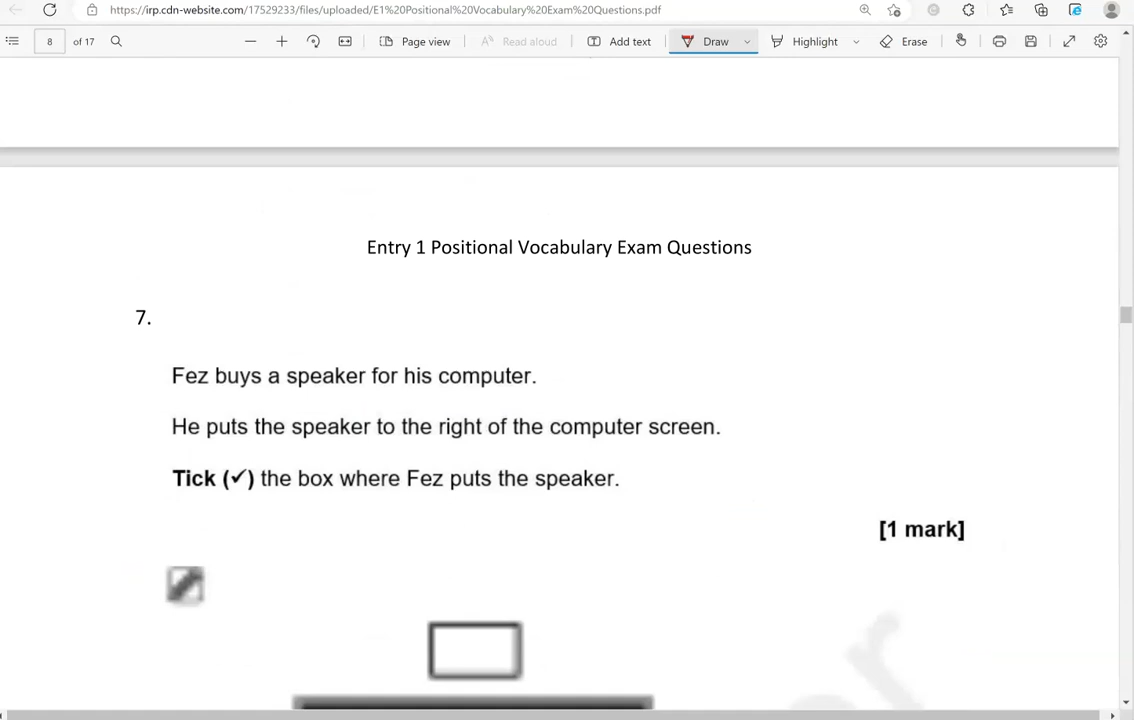 https://irp.cdn-website.com/17529233/files/uploaded/E1%20Positional%20Vocabulary%20Exam%20Questions.pdf
8 of 17 Page view Read aloud Add text Draw Highlight Erase
Entry 1 Positional Vocabulary Exam Questions
7.
Fez buys a speaker for his computer.
He puts the speaker to the right of the computer screen.
Tick (✓) the box where Fez puts the speaker.
[1 mark]